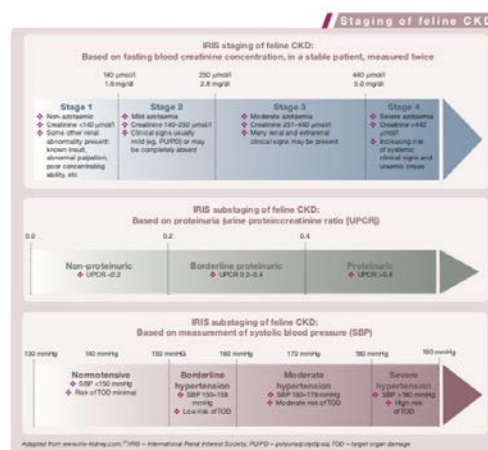 Staging of feline CKD
IRIS staging of feline CKD:
Based on fasting blood creatinine concentration, in a stable patient, measured twice
140 µmol/l
1.6 mg/dl
250 µmol/l
2.8 mg/dl
440 µmol/l
5.0 mg/dl
Stage 1
Non-azotaemic
Creatinine <140 µmol/l
Some other renal
abnormality present:
known insult,
abnormal palpation,
poor concentrating
ability, etc
Stage 2
Mild azotaemia
Creatinine 140–250 µmol/l
Clinical signs usually
mild (eg, PU/PD) or may
be completely absent
Stage 3
Moderate azotaemia
Creatinine 251–440 µmol/l
Many renal and extrarenal
clinical signs may be present
Stage 4
Severe azotaemia
Creatinine >440
µmol/l
Increasing risk
of systemic
clinical signs and
uraemic crises
IRIS substaging of feline CKD:
Based on proteinuria (urine protein:creatinine ratio [UPCR])
0.0
0.2
0.4
Non-proteinuric
UPCR <0.2
Borderline proteinuric
UPCR 0.2–0.4
Proteinuric
UPCR >0.4
IRIS substaging of feline CKD:
Based on measurement of systolic blood pressure (SBP)
130 mmHg 140 mmHg 150 mmHg 160 mmHg 170 mmHg 180 mmHg 190 mmHg
Normotensive
SBP <150 mmHg
Risk of TOD minimal
Borderline
hypertension
SBP 150–159
mmHg
Low risk of TOD
Moderate
hypertension
SBP 160–179 mmHg
Moderate risk of TOD
Severe
hypertension
SBP >180 mmHg
High risk
of TOD
Adapted from www.iris-kidney.com. IRIS = International Renal Interest Society, PU/PD = polyuria/polydipsia, TOD = target organ damage